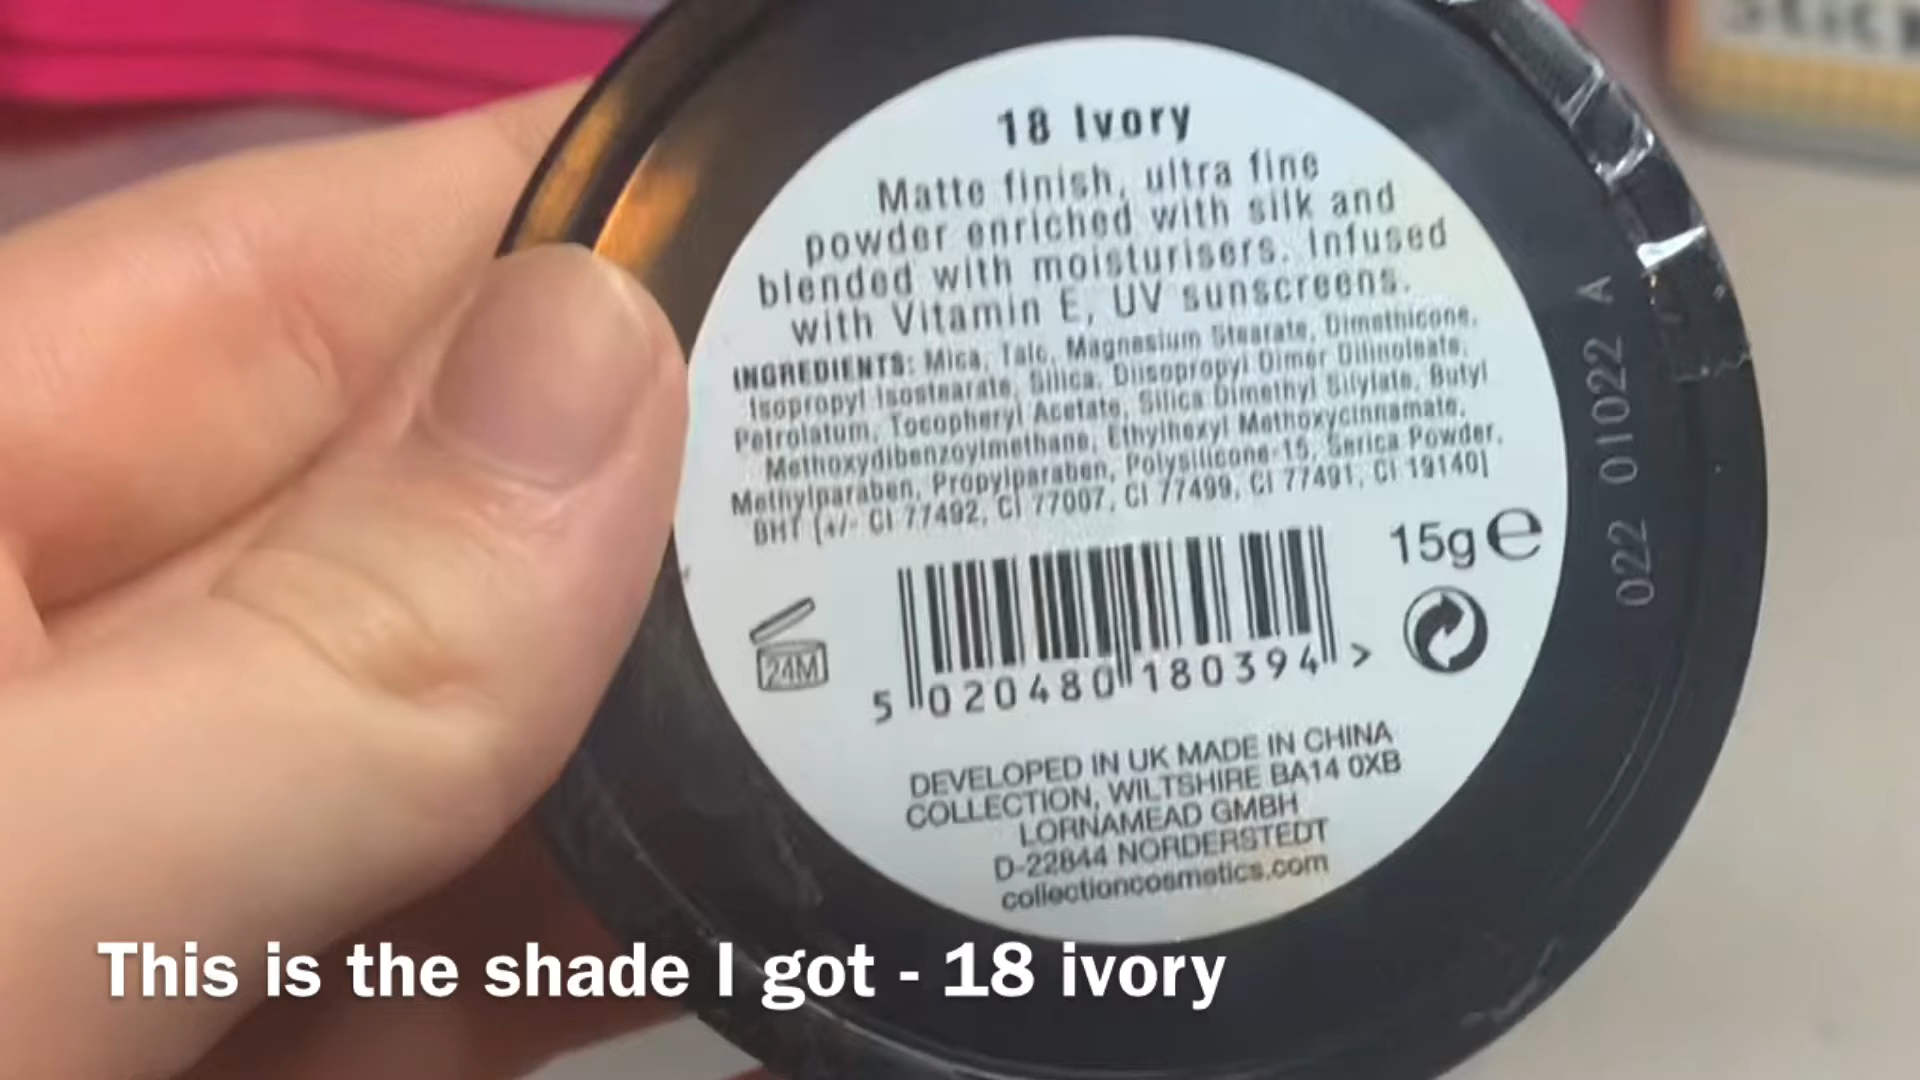 stick
18 Ivory
Matte finish, ultra fine
powder enriched with silk and
blended with moisturisers. Infused
with Vitamin E, UV sunscreens.
INGREDIENTS: Mica, Talc, Magnesium Stearate, Dimethicone,
Isopropyl Isostearate, Silica, Diisopropyl Dimer Dilinoleate,
Petrolatum, Tocopheryl Acetate, Silica Dimethyl Silylate, Butyl
Methoxydibenzoylmethane, Ethylhexyl Methoxycinnamate,
Methylparaben, Propylparaben, Polysilicone-15, Serica Powder,
BHT [+/- CI 77492, CI 77007, CI 77499, CI 77491, CI 19140]
15g e
24M
5 020480 180394 >
DEVELOPED IN UK MADE IN CHINA
COLLECTION, WILTSHIRE BA14 0XB
LORNAMEAD GMBH
D-22844 NORDERSTEDT
collectioncosmetics.com
022 01022 A
This is the shade I got - 18 ivory